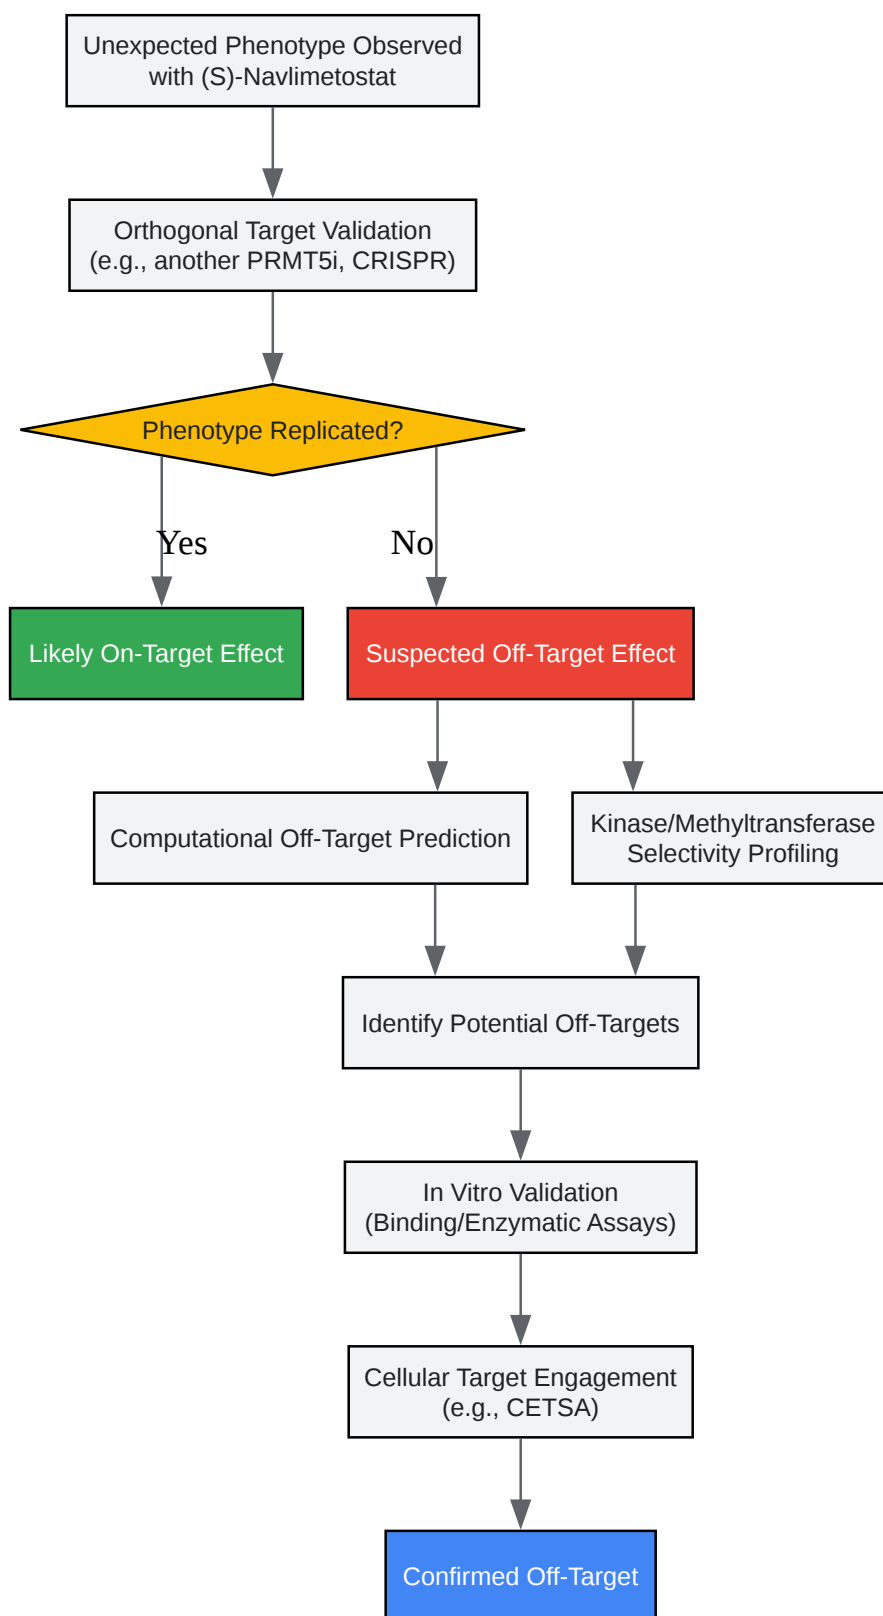 Unexpected Phenotype Observed
with (S)-Navlimetostat
Orthogonal Target Validation
(e.g., another PRMT5i, CRISPR)
Phenotype Replicated?
Yes
No
Likely On-Target Effect
Suspected Off-Target Effect
Computational Off-Target Prediction
Kinase/Methyltransferase
Selectivity Profiling
Identify Potential Off-Targets
In Vitro Validation
(Binding/Enzymatic Assays)
Cellular Target Engagement
(e.g., CETSA)
Confirmed Off-Target